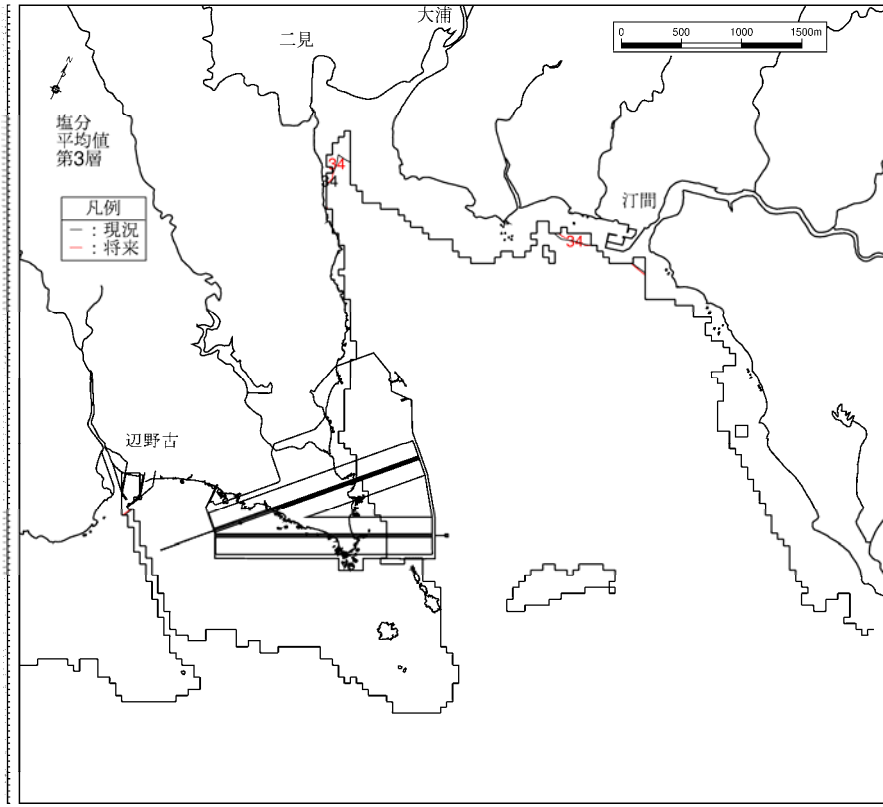 大浦
二見
0 500 1000 1500m
N
塩分
平均値
第3層
凡例
― : 現況
― : 将来
34
34
汀間
34
辺野古